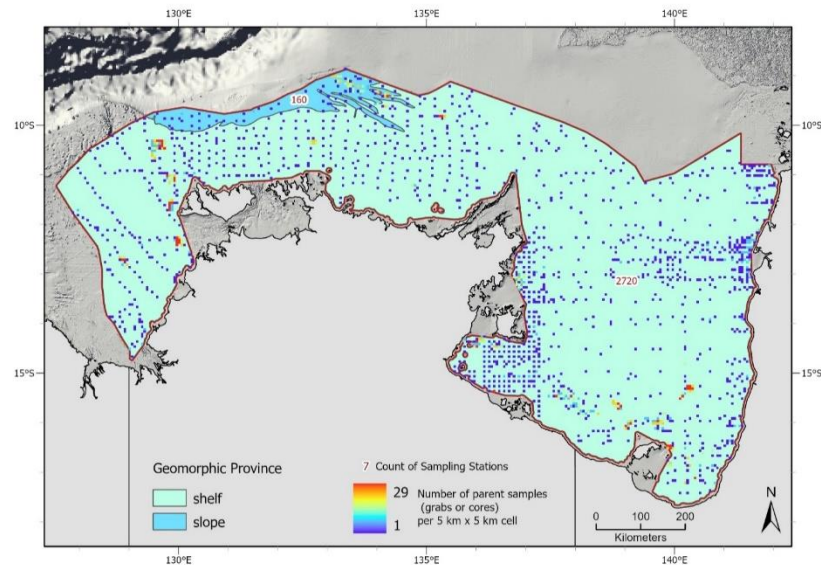 130°E
135°E
140°E
160
10°S
10°S
2720
15°S
15°S
Geomorphic Province
shelf
slope
7 Count of Sampling Stations
29
1
Number of parent samples
(grabs or cores)
per 5 km x 5 km cell
N
0 50 100 200
Kilometers
130°E
135°E
140°E